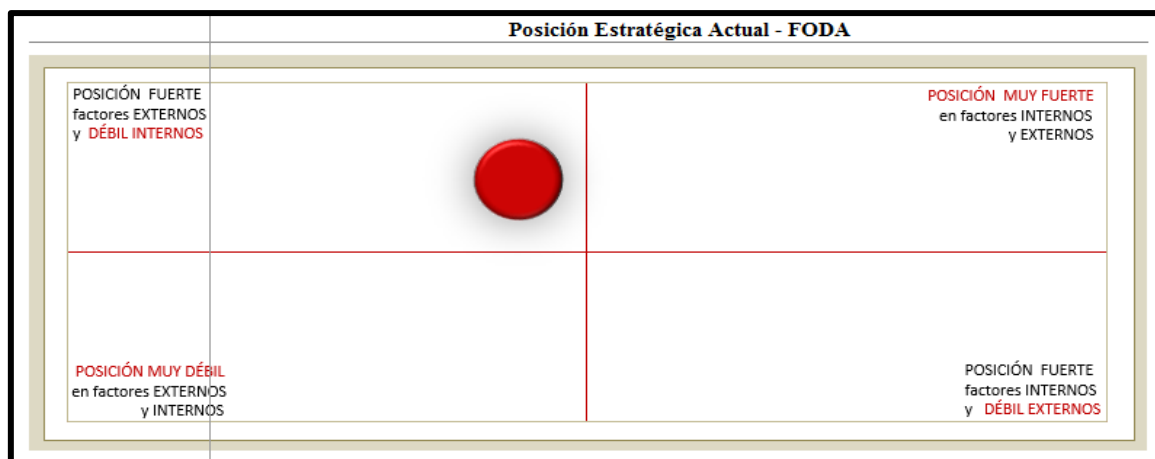 Posición Estratégica Actual - FODA
POSICIÓN FUERTE
factores EXTERNOS
y DÉBIL INTERNOS
POSICIÓN MUY FUERTE
en factores INTERNOS
y EXTERNOS
POSICIÓN MUY DÉBIL
en factores EXTERNOS
y INTERNOS
POSICIÓN FUERTE
factores INTERNOS
y DÉBIL EXTERNOS